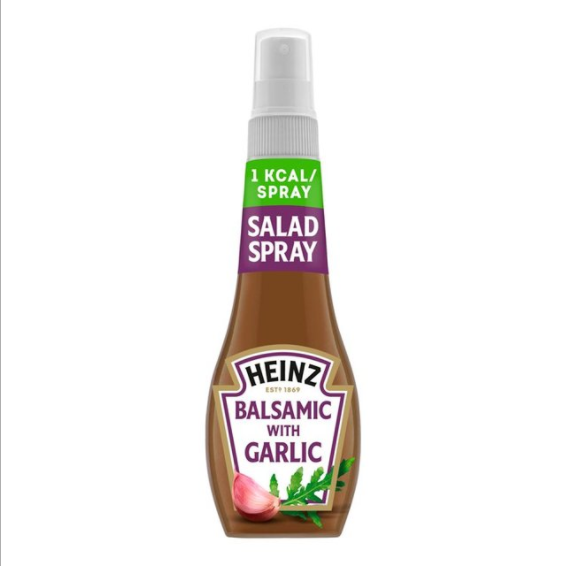 1 KCAL/
SPRAY
SALAD
SPRAY
HEINZ
ESTD 1869
BALSAMIC
WITH
GARLIC